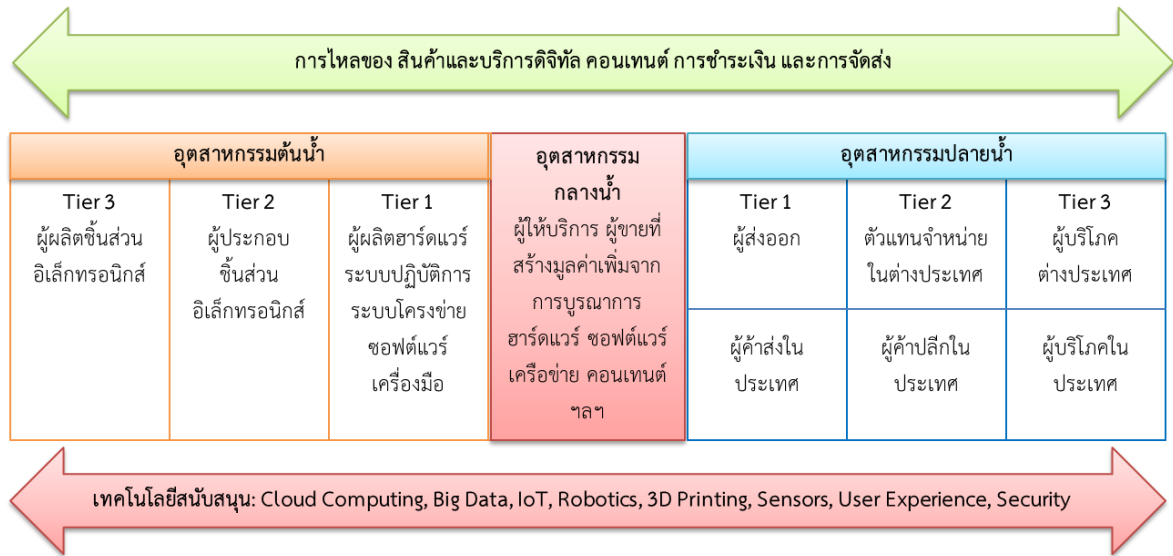 การไหลของ สินค้าและบริการดิจิทัล คอนเทนต์ การชำระเงิน และการจัดส่ง
อุตสาหกรรมต้นน้ำ
Tier 3
ผู้ผลิตชิ้นส่วน
อิเล็กทรอนิกส์
Tier 2
ผู้ประกอบ
ชิ้นส่วน
อิเล็กทรอนิกส์
Tier 1
ผู้ผลิตฮาร์ดแวร์
ระบบปฏิบัติการ
ระบบโครงข่าย
ซอฟต์แวร์
เครื่องมือ
อุตสาหกรรม
กลางน้ำ
ผู้ให้บริการ ผู้ขายที่
สร้างมูลค่าเพิ่มจาก
การบูรณาการ
ฮาร์ดแวร์ ซอฟต์แวร์
เครือข่าย คอนเทนต์
ฯลฯ
อุตสาหกรรมปลายน้ำ
Tier 1
ผู้ส่งออก
Tier 2
ตัวแทนจำหน่าย
ในต่างประเทศ
Tier 3
ผู้บริโภค
ต่างประเทศ
ผู้ค้าส่งใน
ประเทศ
ผู้ค้าปลีกใน
ประเทศ
ผู้บริโภคใน
ประเทศ
เทคโนโลยีสนับสนุน: Cloud Computing, Big Data, IoT, Robotics, 3D Printing, Sensors, User Experience, Security